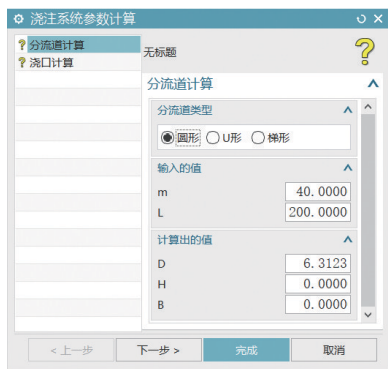 浇注系统参数计算
分流道计算
浇口计算
无标题
分流道计算
分流道类型
圆形 U形 梯形
输入的值
m 40.0000
L 200.0000
计算出的值
D 6.3123
H 0.0000
B 0.0000
< 上一步 下一步 > 完成 取消